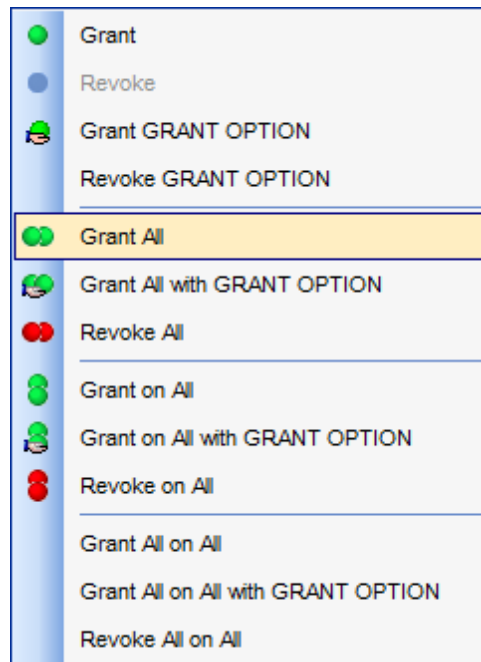 Grant
Revoke
Grant GRANT OPTION
Revoke GRANT OPTION
Grant All
Grant All with GRANT OPTION
Revoke All
Grant on All
Grant on All with GRANT OPTION
Revoke on All
Grant All on All
Grant All on All with GRANT OPTION
Revoke All on All